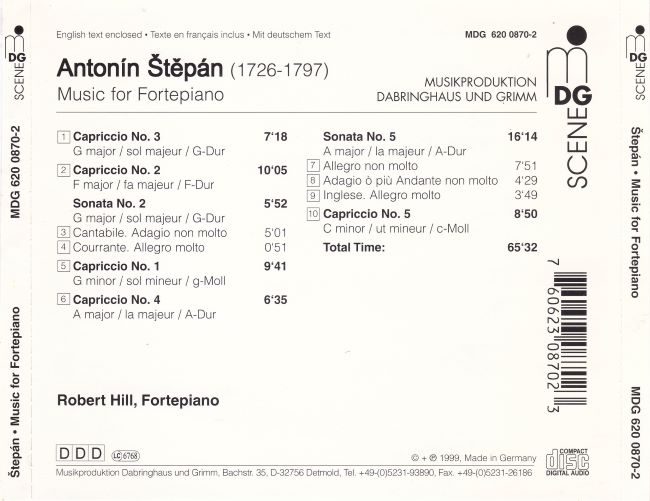 English text enclosed • Texte en français inclus • Mit deutschem Text
MDG 620 0870-2
Antonín Štěpán (1726-1797)
Music for Fortepiano
MUSIKPRODUKTION
DABRINGHAUS UND GRIMM
MDG
SCENE
1 Capriccio No. 3 7'18
G major / sol majeur / G-Dur
2 Capriccio No. 2 10'05
F major / fa majeur / F-Dur
Sonata No. 2 5'52
G major / sol majeur / G-Dur
3 Cantabile. Adagio non molto 5'01
4 Courrante. Allegro molto 0'51
5 Capriccio No. 1 9'41
G minor / sol mineur / g-Moll
6 Capriccio No. 4 6'35
A major / la majeur / A-Dur
Sonata No. 5 16'14
A major / la majeur / A-Dur
7 Allegro non molto 7'51
8 Adagio ô più Andante non molto 4'29
9 Inglese. Allegro molto 3'49
10 Capriccio No. 5 8'50
C minor / ut mineur / c-Moll
Total Time: 65'32
7 60623 08702 3
Robert Hill, Fortepiano
DDD LC 6768
© + ℗ 1999, Made in Germany
COMPACT
disc
DIGITAL AUDIO
Musikproduktion Dabringhaus und Grimm, Bachstr. 35, D-32756 Detmold, Tel. +49-(0)5231-93890, Fax. +49-(0)5231-26186
MDG
SCENE
MDG 620 0870-2
Štepán • Music for Fortepiano
MDG
SCENE
Štepán • Music for Fortepiano
MDG 620 0870-2